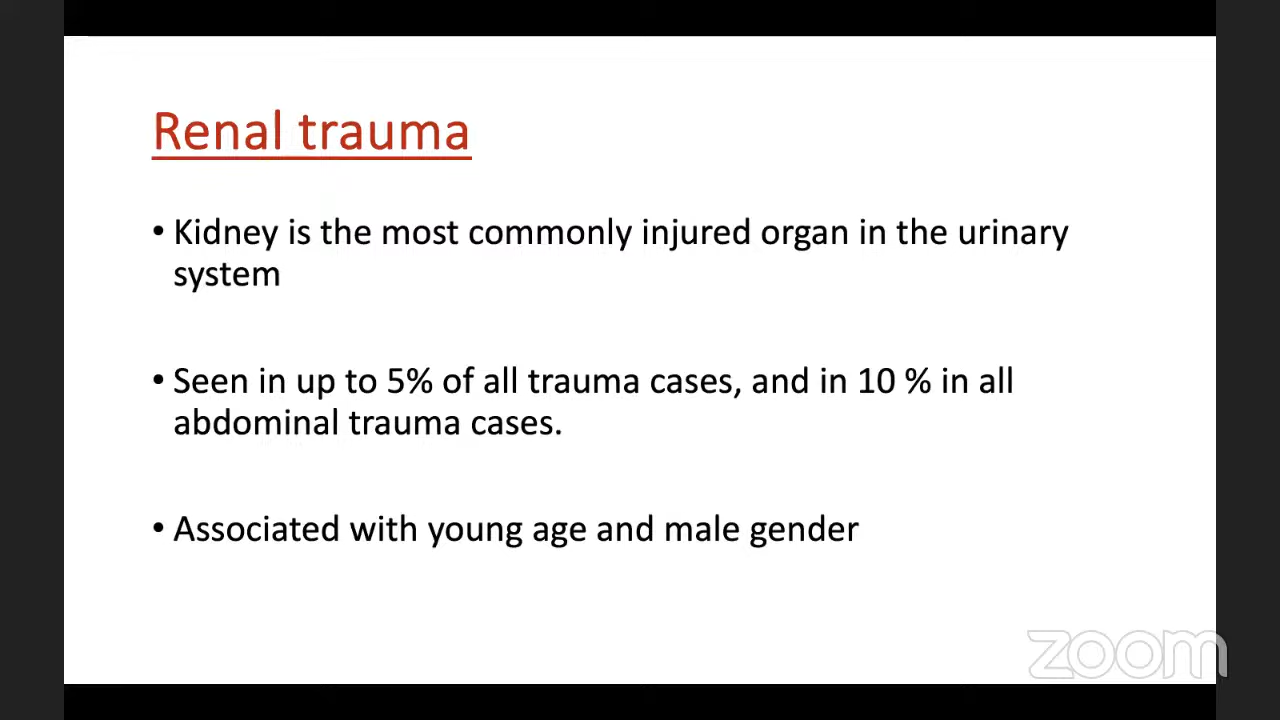 Renal trauma
• Kidney is the most commonly injured organ in the urinary
system
• Seen in up to 5% of all trauma cases, and in 10 % in all
abdominal trauma cases.
• Associated with young age and male gender
zoom